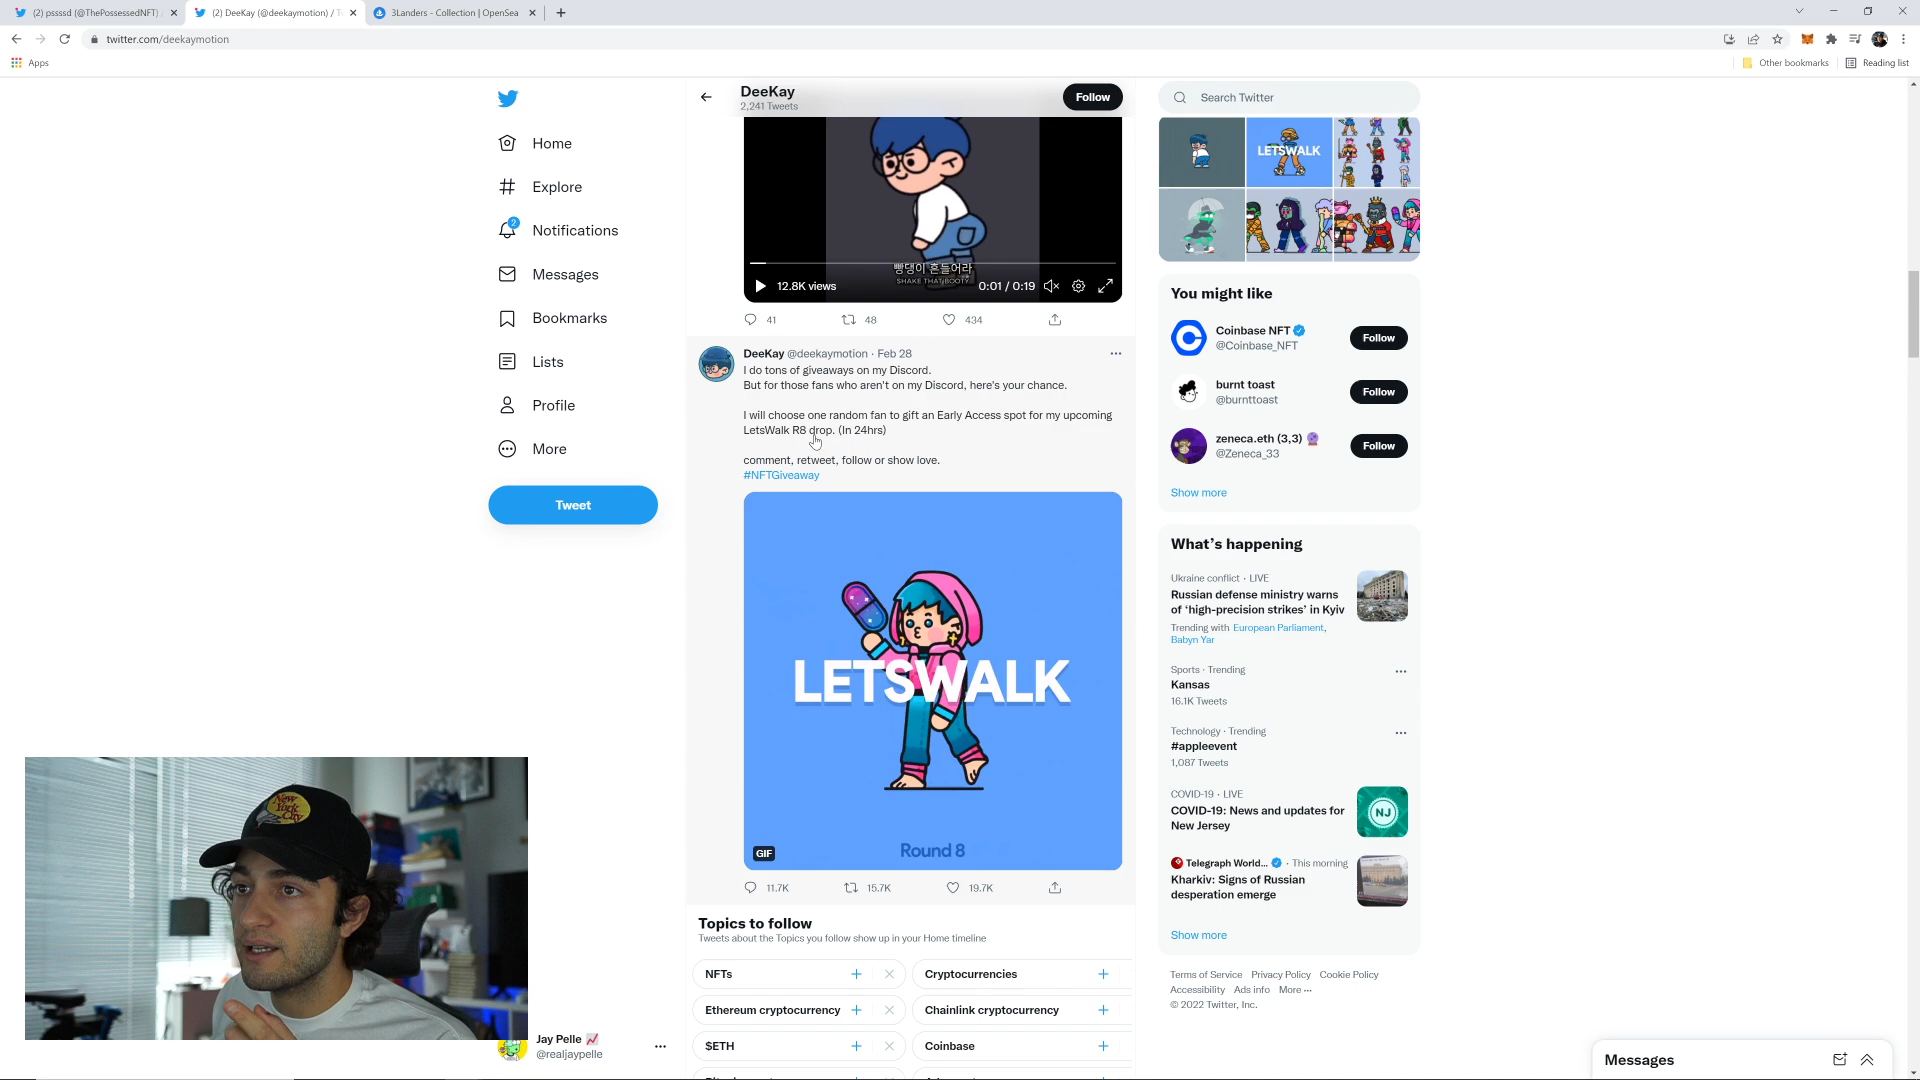 (2) pssssd (@ThePossessedNFT)
(2) DeeKay (@deekaymotion) / Tw
3Landers - Collection | OpenSea
twitter.com/deekaymotion
Apps
Other bookmarks
Reading list
Home
Explore
2
Notifications
Messages
Bookmarks
Lists
Profile
More
Tweet
New York City
Jay Pelle
@realjaypelle
DeeKay
2,241 Tweets
Follow
빵댕이 흔들어라
SHAKE THAT BOOTY
12.8K views
0:01 / 0:19
41
48
434
DeeKay @deekaymotion · Feb 28
I do tons of giveaways on my Discord.
But for those fans who aren't on my Discord, here's your chance.
I will choose one random fan to gift an Early Access spot for my upcoming
LetsWalk R8 drop. (In 24hrs)
comment, retweet, follow or show love.
#NFTGiveaway
LETSWALK
GIF
Round 8
11.7K
15.7K
19.7K
Topics to follow
Tweets about the Topics you follow show up in your Home timeline
NFTs
Cryptocurrencies
Ethereum cryptocurrency
Chainlink cryptocurrency
$ETH
Coinbase
Search Twitter
LETSWALK
You might like
Coinbase NFT
@Coinbase_NFT
Follow
burnt toast
@burnttoast
Follow
zeneca.eth (3,3)
@Zeneca_33
Follow
Show more
What's happening
Ukraine conflict · LIVE
Russian defense ministry warns
of 'high-precision strikes' in Kyiv
Trending with European Parliament,
Babyn Yar
Sports · Trending
Kansas
16.1K Tweets
Technology · Trending
#appleevent
1,087 Tweets
COVID-19 · LIVE
COVID-19: News and updates for
New Jersey
NJ
Telegraph World... · This morning
Kharkiv: Signs of Russian
desperation emerge
Show more
Terms of Service Privacy Policy Cookie Policy
Accessibility Ads info More ···
© 2022 Twitter, Inc.
Messages